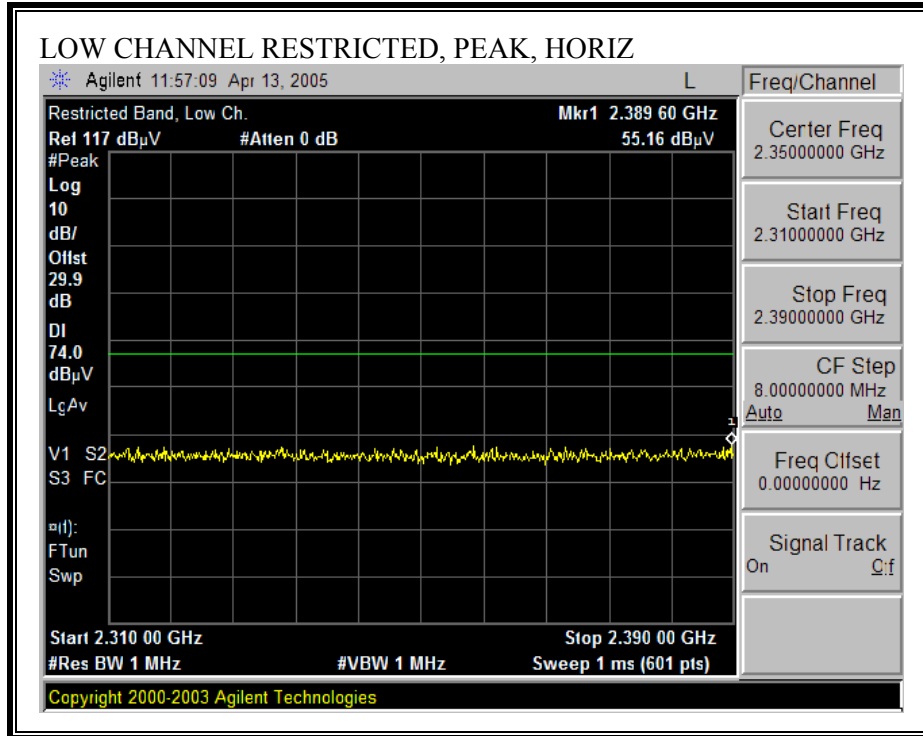 LOW CHANNEL RESTRICTED, PEAK, HORIZ
Agilent 11:57:09 Apr 13, 2005 L
Freq/Channel
Restricted Band, Low Ch. Mkr1 2.389 60 GHz
Ref 117 dBµV #Atten 0 dB 55.16 dBµV
#Peak
Log
10
dB/
Offst
29.9
dB
DI
74.0
dBµV
LgAv
1
V1 S2
S3 FC
¤(f):
FTun
Swp
Start 2.310 00 GHz Stop 2.390 00 GHz
#Res BW 1 MHz #VBW 1 MHz Sweep 1 ms (601 pts)
Copyright 2000-2003 Agilent Technologies
Center Freq
2.35000000 GHz
Start Freq
2.31000000 GHz
Stop Freq
2.39000000 GHz
CF Step
8.00000000 MHz
Auto Man
Freq Offset
0.00000000 Hz
Signal Track
On Off